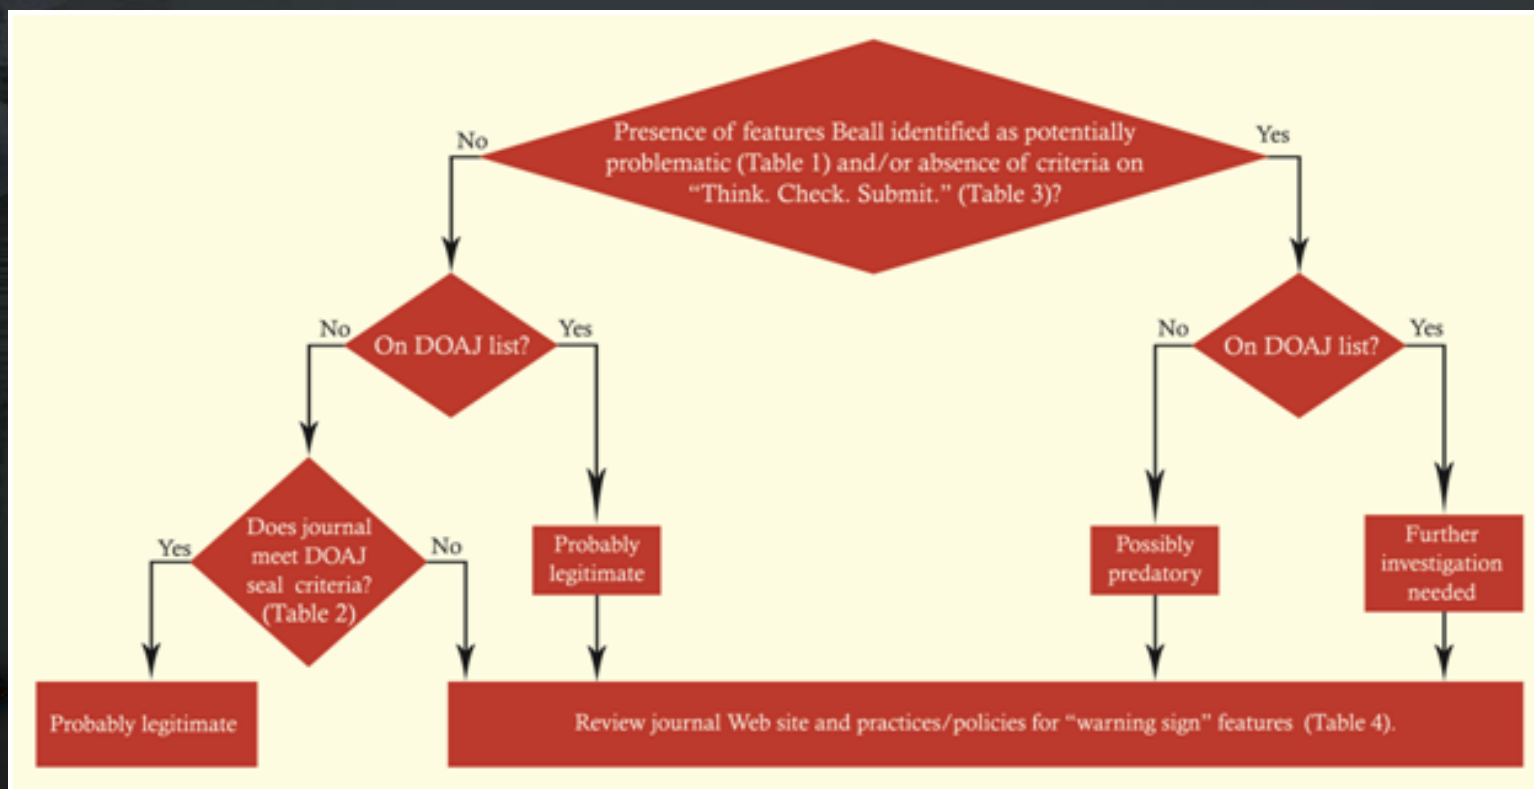 Presence of features Beall identified as potentially
problematic (Table 1) and/or absence of criteria on
“Think. Check. Submit.” (Table 3)?
No
Yes
On DOAJ list?
No
Yes
On DOAJ list?
No
Yes
Does journal
meet DOAJ
seal criteria?
(Table 2)
Yes
No
Probably
legitimate
Possibly
predatory
Further
investigation
needed
Probably legitimate
Review journal Web site and practices/policies for “warning sign” features (Table 4).